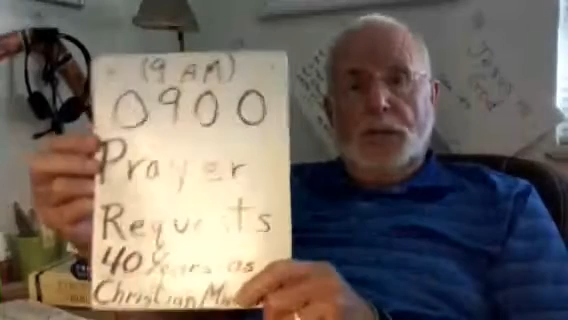 (9 AM)
0900
Prayer
Requests
40 Years as
Christian